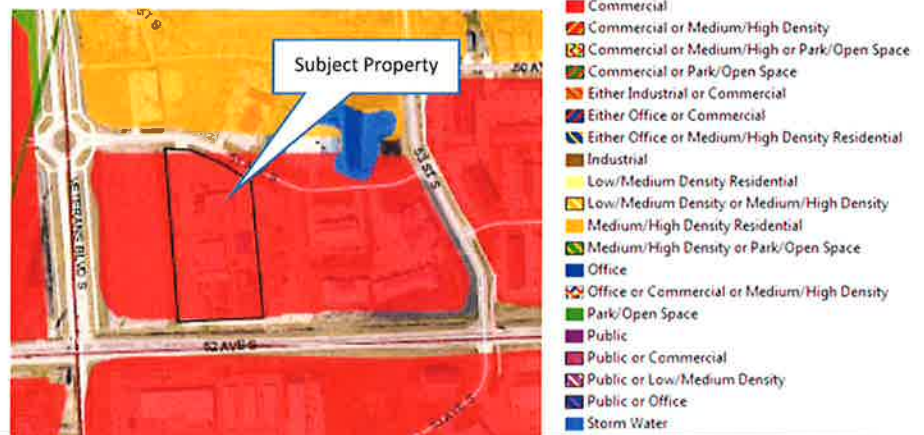 Subject Property
VETERANS BLVD S
53 ST S
52 AVE S
Commercial
Commercial or Medium/High Density
Commercial or Medium/High or Park/Open Space
Commercial or Park/Open Space
Either Industrial or Commercial
Either Office or Commercial
Either Office or Medium/High Density Residential
Industrial
Low/Medium Density Residential
Low/Medium Density or Medium/High Density
Medium/High Density Residential
Medium/High Density or Park/Open Space
Office
Office or Commercial or Medium/High Density
Park/Open Space
Public
Public or Commercial
Public or Low/Medium Density
Public or Office
Storm Water